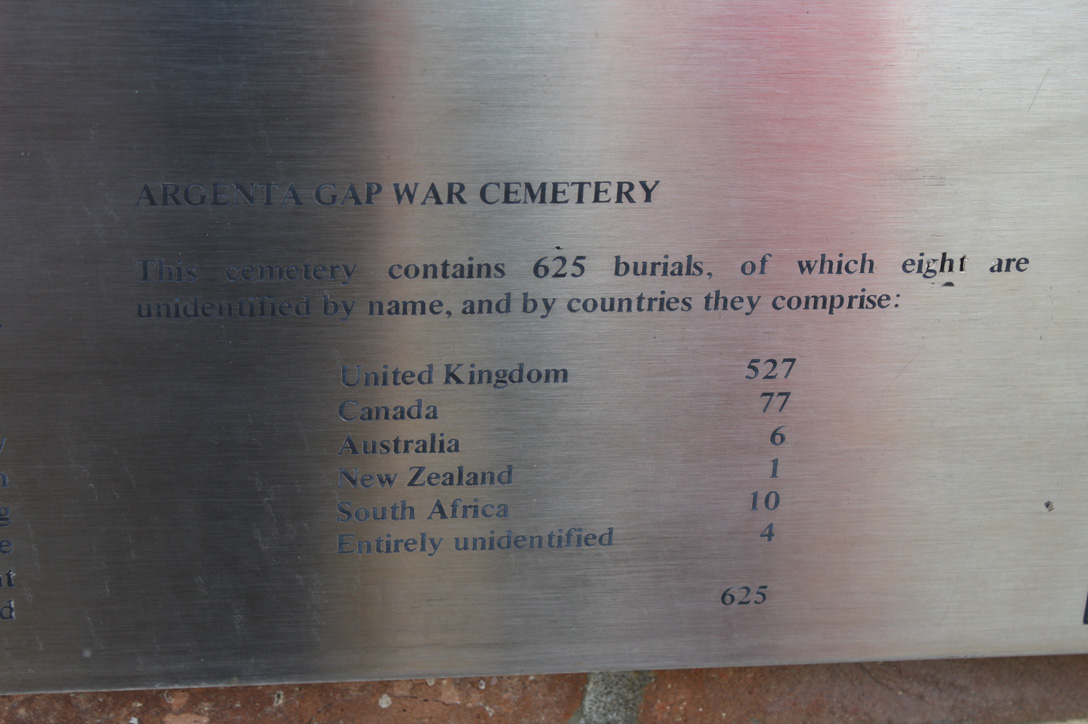 ARGENTA GAP WAR CEMETERY
This cemetery contains 625 burials, of which eight are
unidentified by name, and by countries they comprise:
United Kingdom 527
Canada 77
Australia 6
New Zealand 1
South Africa 10
Entirely unidentified 4
625